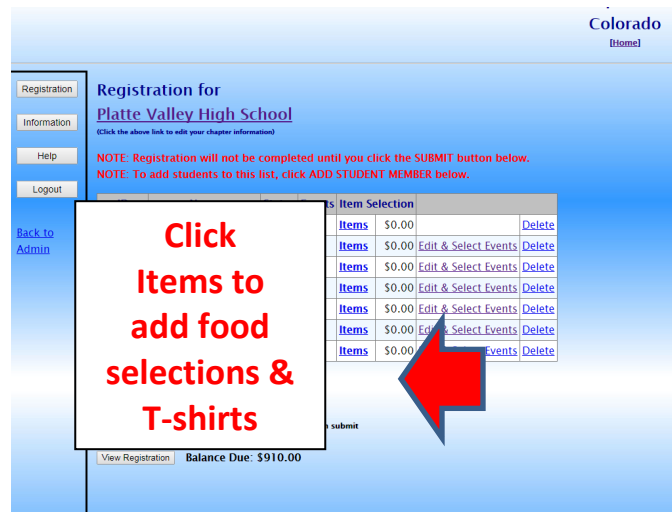 Colorado
[Home]
Registration
Information
Help
Logout
Back to
Admin
Registration for
Platte Valley High School
(Click the above link to edit your chapter information)
NOTE: Registration will not be completed until you click the SUBMIT button below.
NOTE: To add students to this list, click ADD STUDENT MEMBER below.
Item Selection
Items $0.00 Delete
Items $0.00 Edit & Select Events Delete
Items $0.00 Edit & Select Events Delete
Items $0.00 Edit & Select Events Delete
Items $0.00 Edit & Select Events Delete
Items $0.00 Edit & Select Events Delete
Items $0.00 Events Delete
Click
Items to
add food
selections &
T-shirts
submit
View Registration Balance Due: $910.00